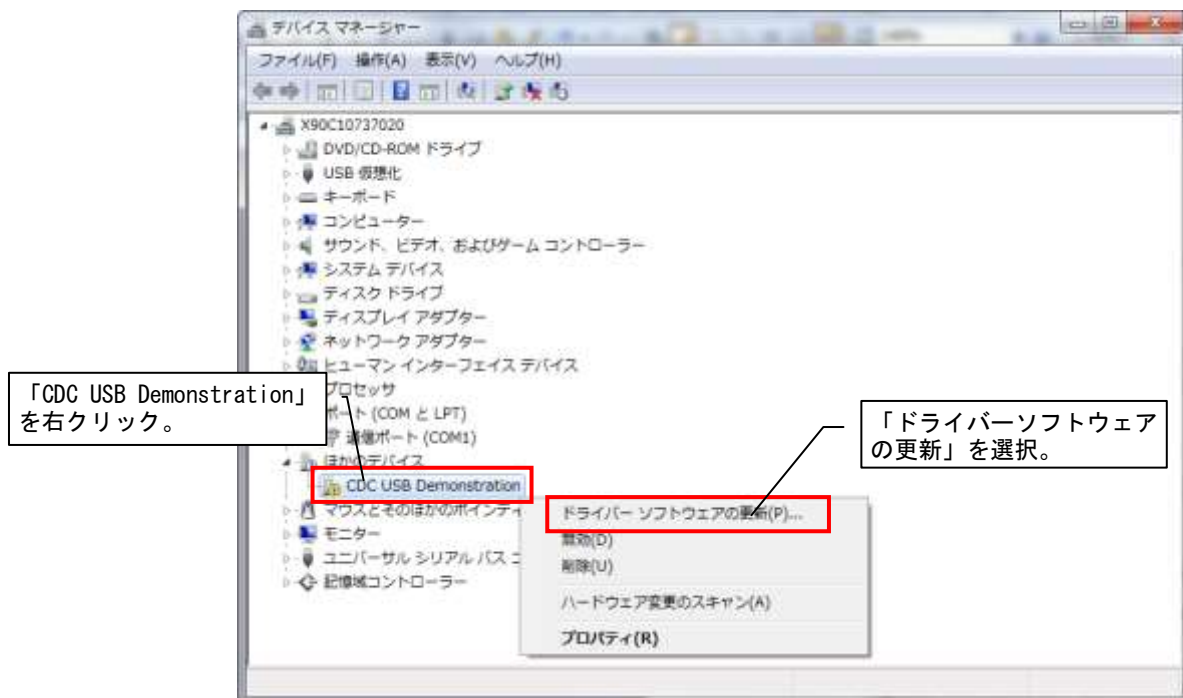 デバイス マネージャー
ファイル(F) 操作(A) 表示(V) ヘルプ(H)
X90C10737020
DVD/CD-ROM ドライブ
USB 仮想化
キーボード
コンピューター
サウンド、ビデオ、およびゲーム コントローラー
システム デバイス
ディスク ドライブ
ディスプレイ アダプター
ネットワーク アダプター
ヒューマン インターフェイス デバイス
プロセッサ
ポート (COM と LPT)
通信ポート (COM1)
ほかのデバイス
CDC USB Demonstration
マウスとそのほかのポインティ
モニター
ユニバーサル シリアル バス コ
記憶域コントローラー
ドライバー ソフトウェアの更新(P)...
無効(D)
削除(U)
ハードウェア変更のスキャン(A)
プロパティ(R)
「CDC USB Demonstration」
を右クリック。
「ドライバーソフトウェア
の更新」を選択。